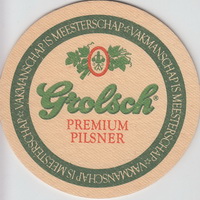 VAKMANSCHAP IS MEESTERSCHAP
VAKMANSCHAP IS MEESTERSCHAP
Grolsch®
PREMIUM
PILSNER